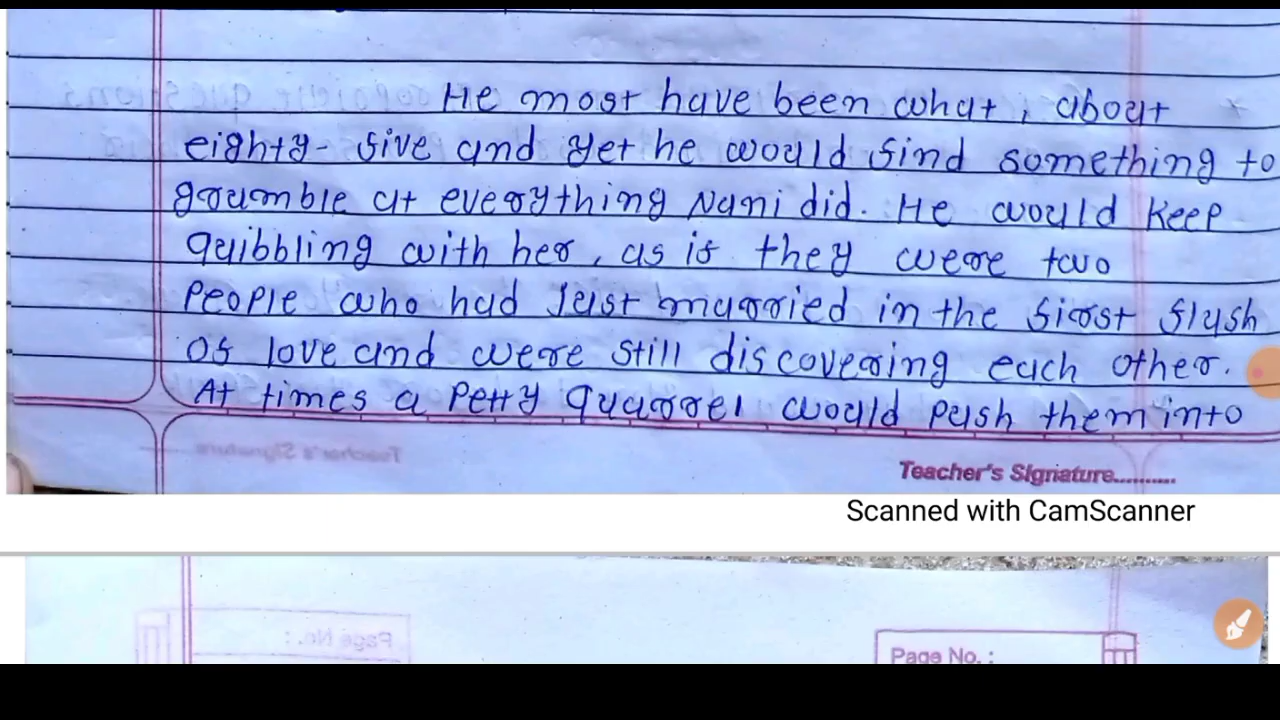 He most have been what, about
eighty-five and yet he would find something to
grumble at everything Nani did. He would keep
quibbling with her, as if they were two
people who had just married in the first flush
of love and were still discovering each other.
At times a petty quarrel would push them into
Teacher's Signature..........
Scanned with CamScanner
Page No. :
Page No. :